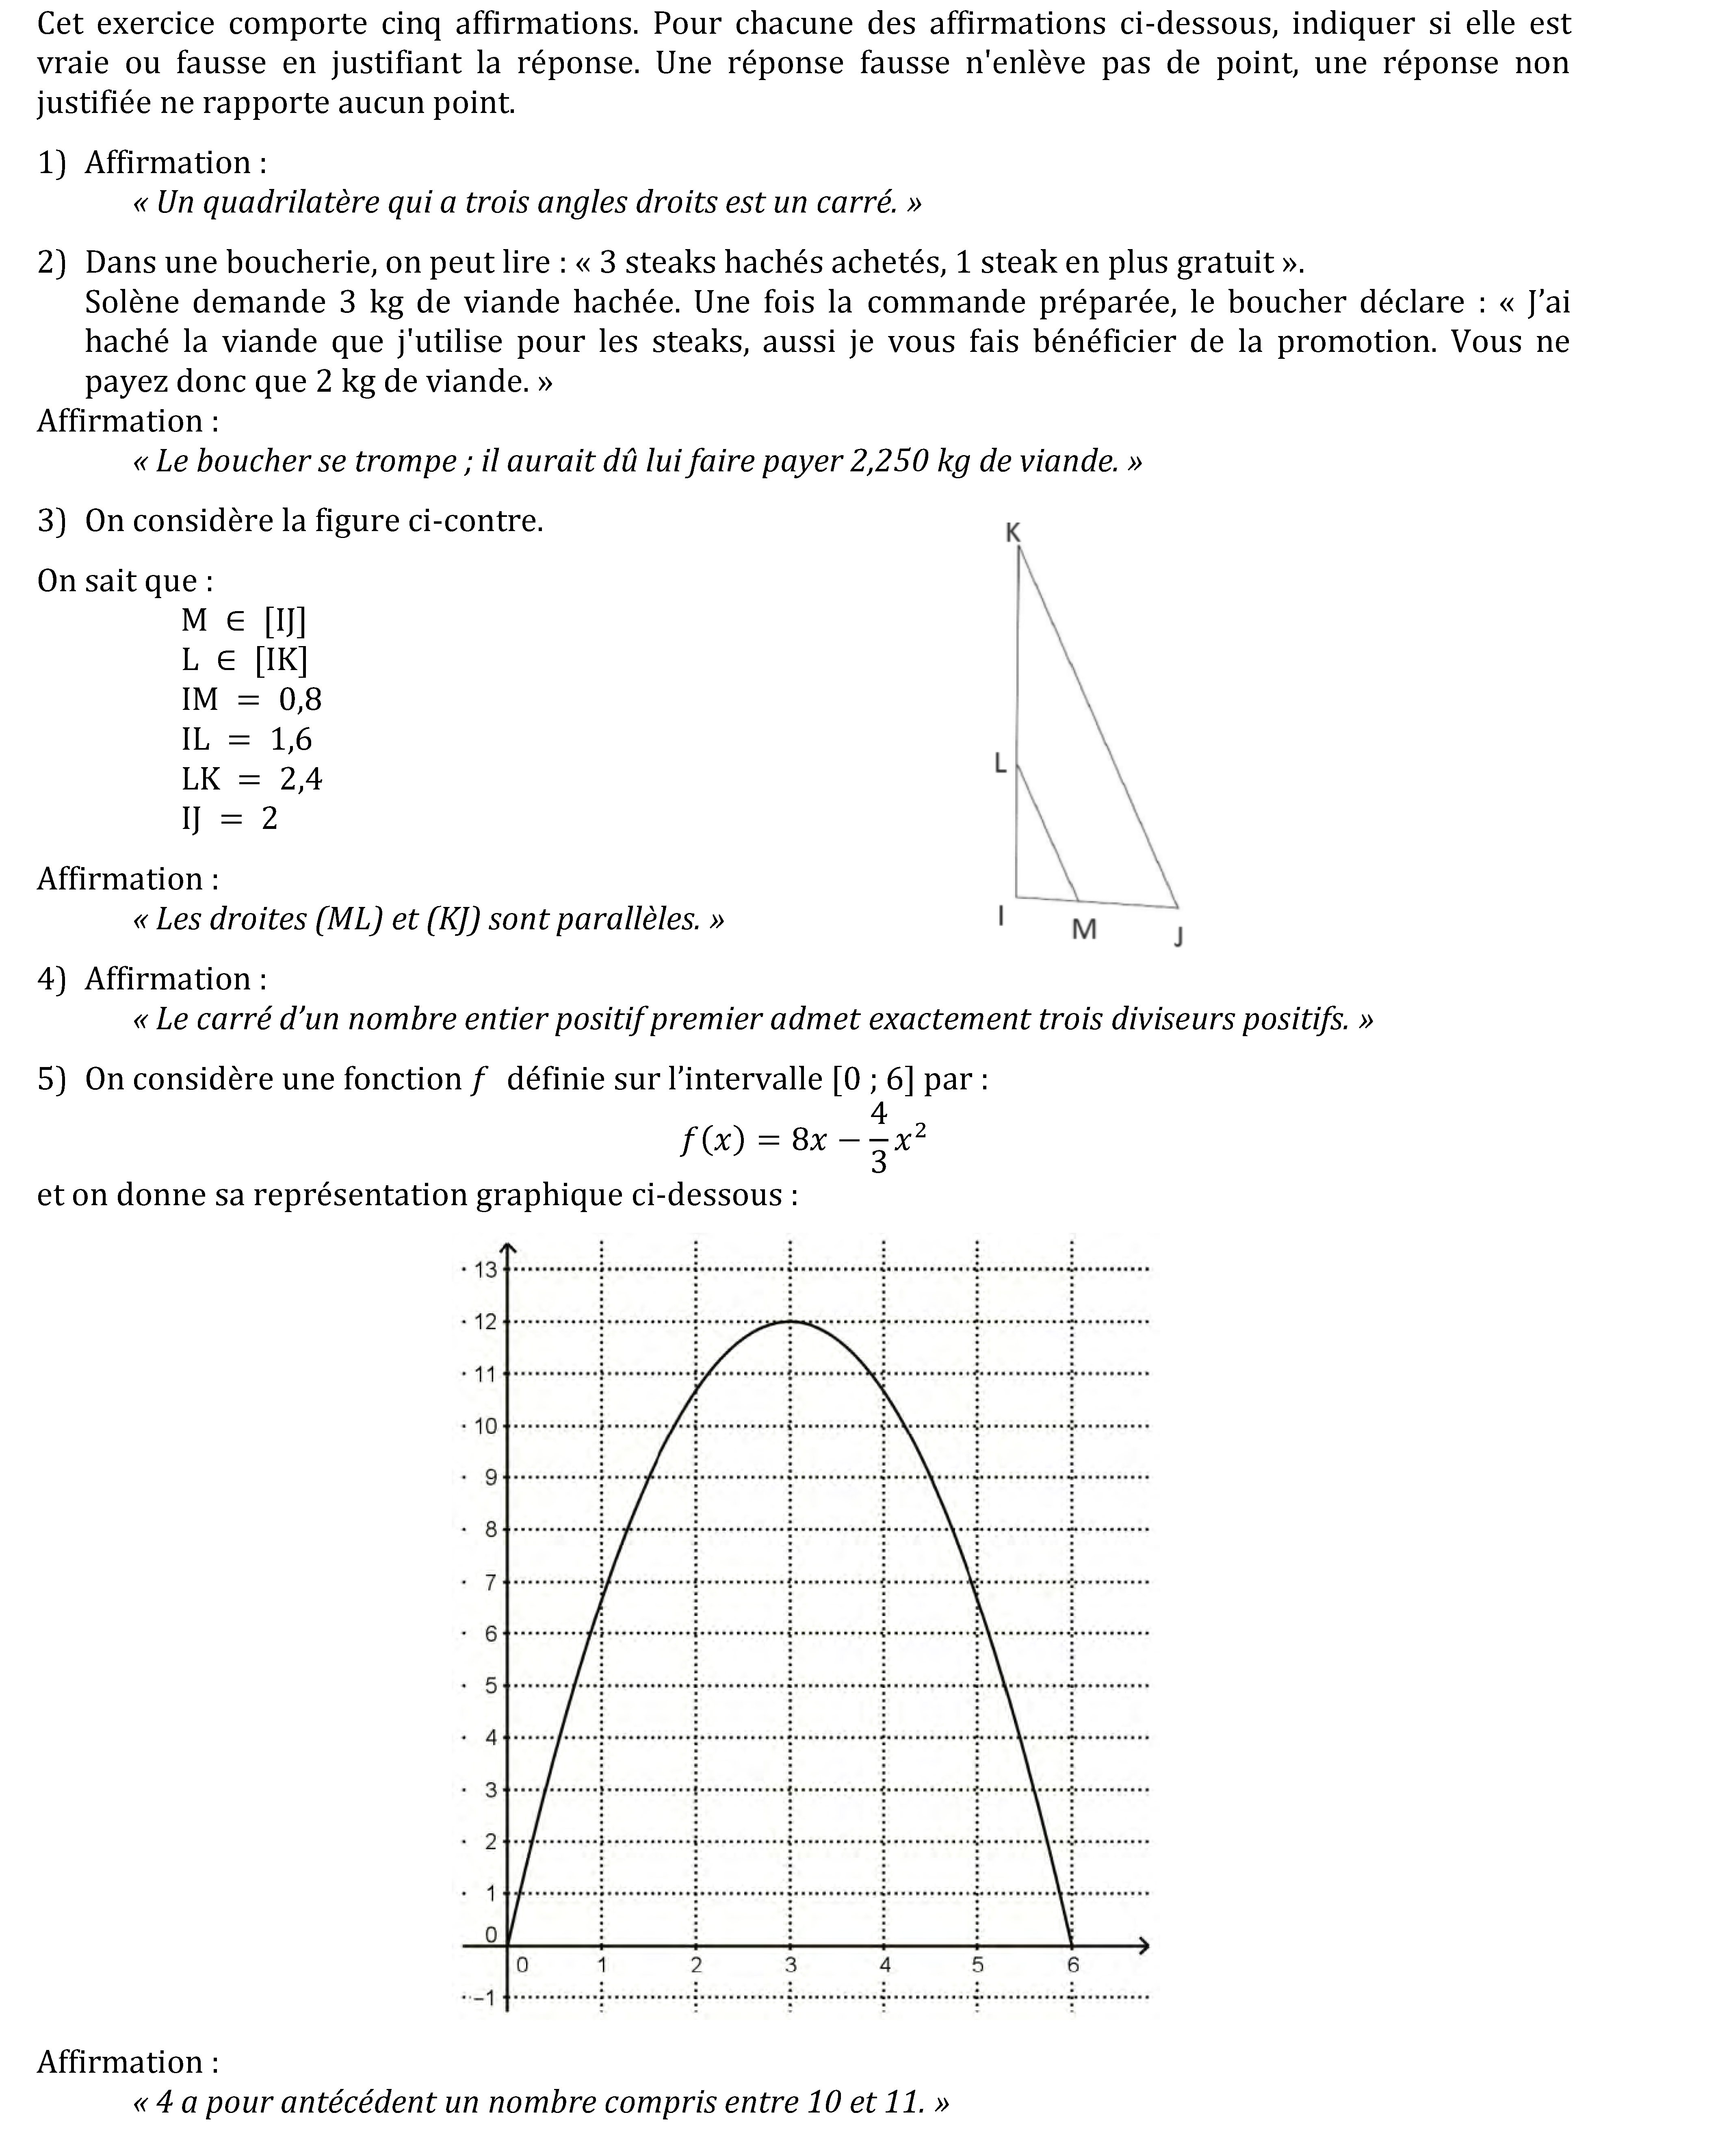 Cet exercice comporte cinq affirmations. Pour chacune des affirmations ci-dessous, indiquer si elle est
vraie ou fausse en justifiant la réponse. Une réponse fausse n'enlève pas de point, une réponse non
justifiée ne rapporte aucun point.
1) Affirmation :
« Un quadrilatère qui a trois angles droits est un carré. »
2) Dans une boucherie, on peut lire : « 3 steaks hachés achetés, 1 steak en plus gratuit ».
Solène demande 3 kg de viande hachée. Une fois la commande préparée, le boucher déclare : « J’ai
haché la viande que j'utilise pour les steaks, aussi je vous fais bénéficier de la promotion. Vous ne
payez donc que 2 kg de viande. »
Affirmation :
« Le boucher se trompe ; il aurait dû lui faire payer 2,250 kg de viande. »
3) On considère la figure ci-contre.
On sait que :
M ∈ [IJ]
L ∈ [IK]
IM = 0,8
IL = 1,6
LK = 2,4
IJ = 2
K
L
I
M
J
Affirmation :
« Les droites (ML) et (KJ) sont parallèles. »
4) Affirmation :
« Le carré d’un nombre entier positif premier admet exactement trois diviseurs positifs. »
5) On considère une fonction f définie sur l’intervalle [0 ; 6] par :
f(x) = 8x − 4/3 x²
et on donne sa représentation graphique ci-dessous :
13
12
11
10
9
8
7
6
5
4
3
2
1
0
0 1 2 3 4 5 6
−1
Affirmation :
« 4 a pour antécédent un nombre compris entre 10 et 11. »